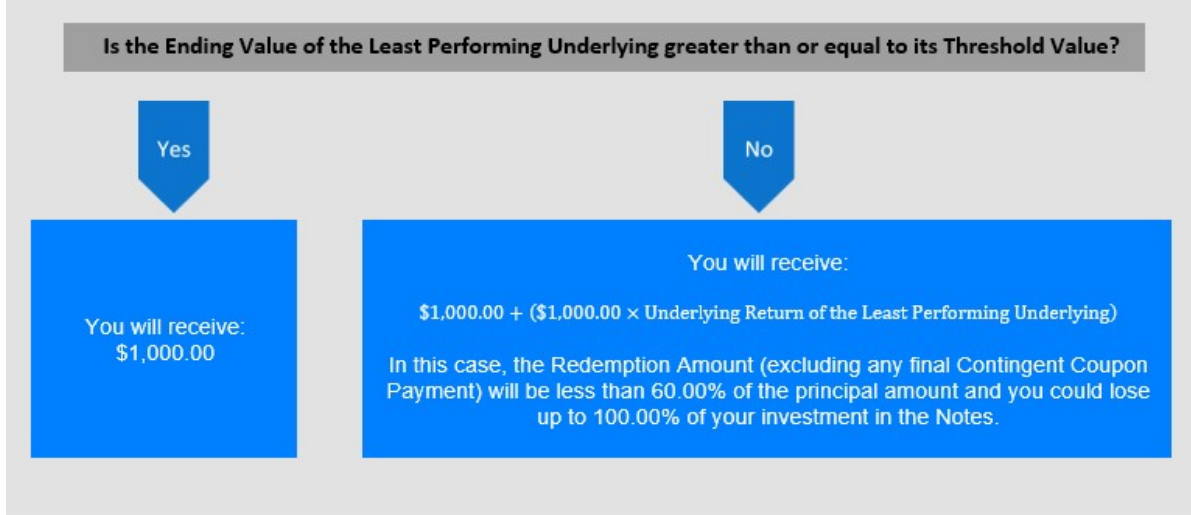 Is the Ending Value of the Least Performing Underlying greater than or equal to its Threshold Value?
Yes
No
You will receive:
$1,000.00
You will receive:
$1,000.00 + ($1,000.00 × Underlying Return of the Least Performing Underlying)
In this case, the Redemption Amount (excluding any final Contingent Coupon
Payment) will be less than 60.00% of the principal amount and you could lose
up to 100.00% of your investment in the Notes.